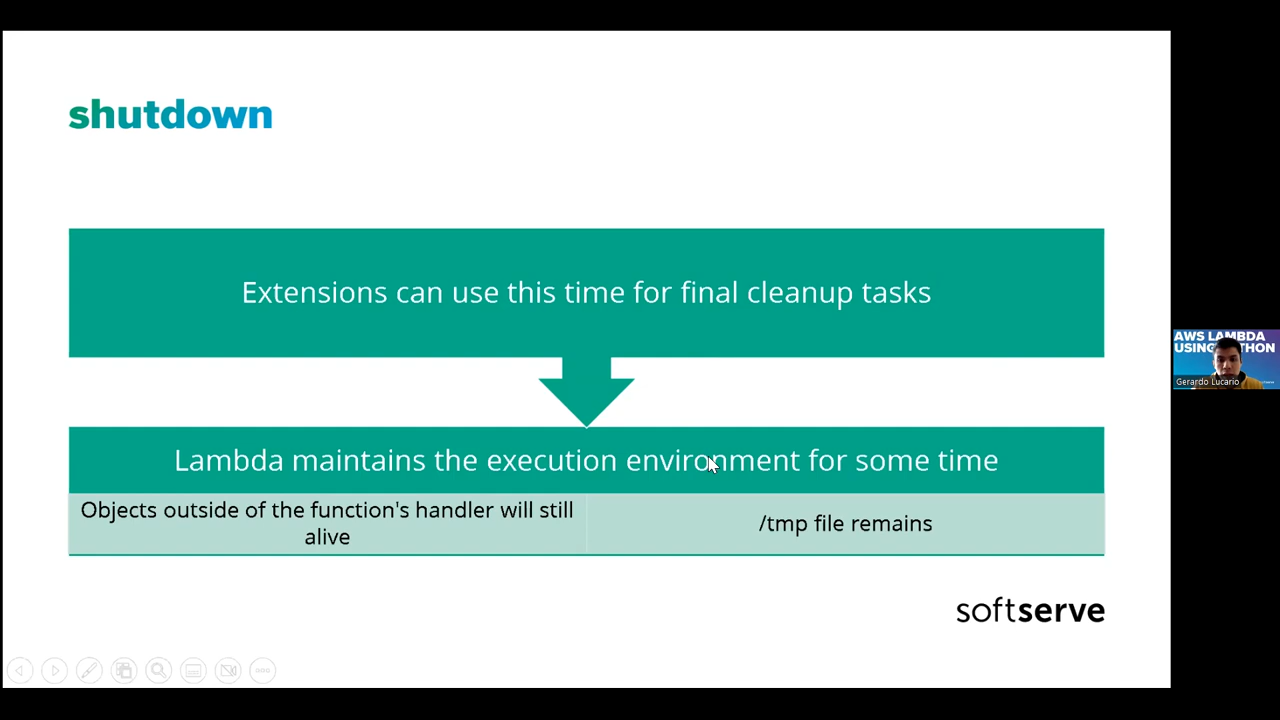 shutdown
Extensions can use this time for final cleanup tasks
Lambda maintains the execution environment for some time
Objects outside of the function's handler will still
alive
/tmp file remains
softserve
AWS LAMBDA
Gerardo Lucario